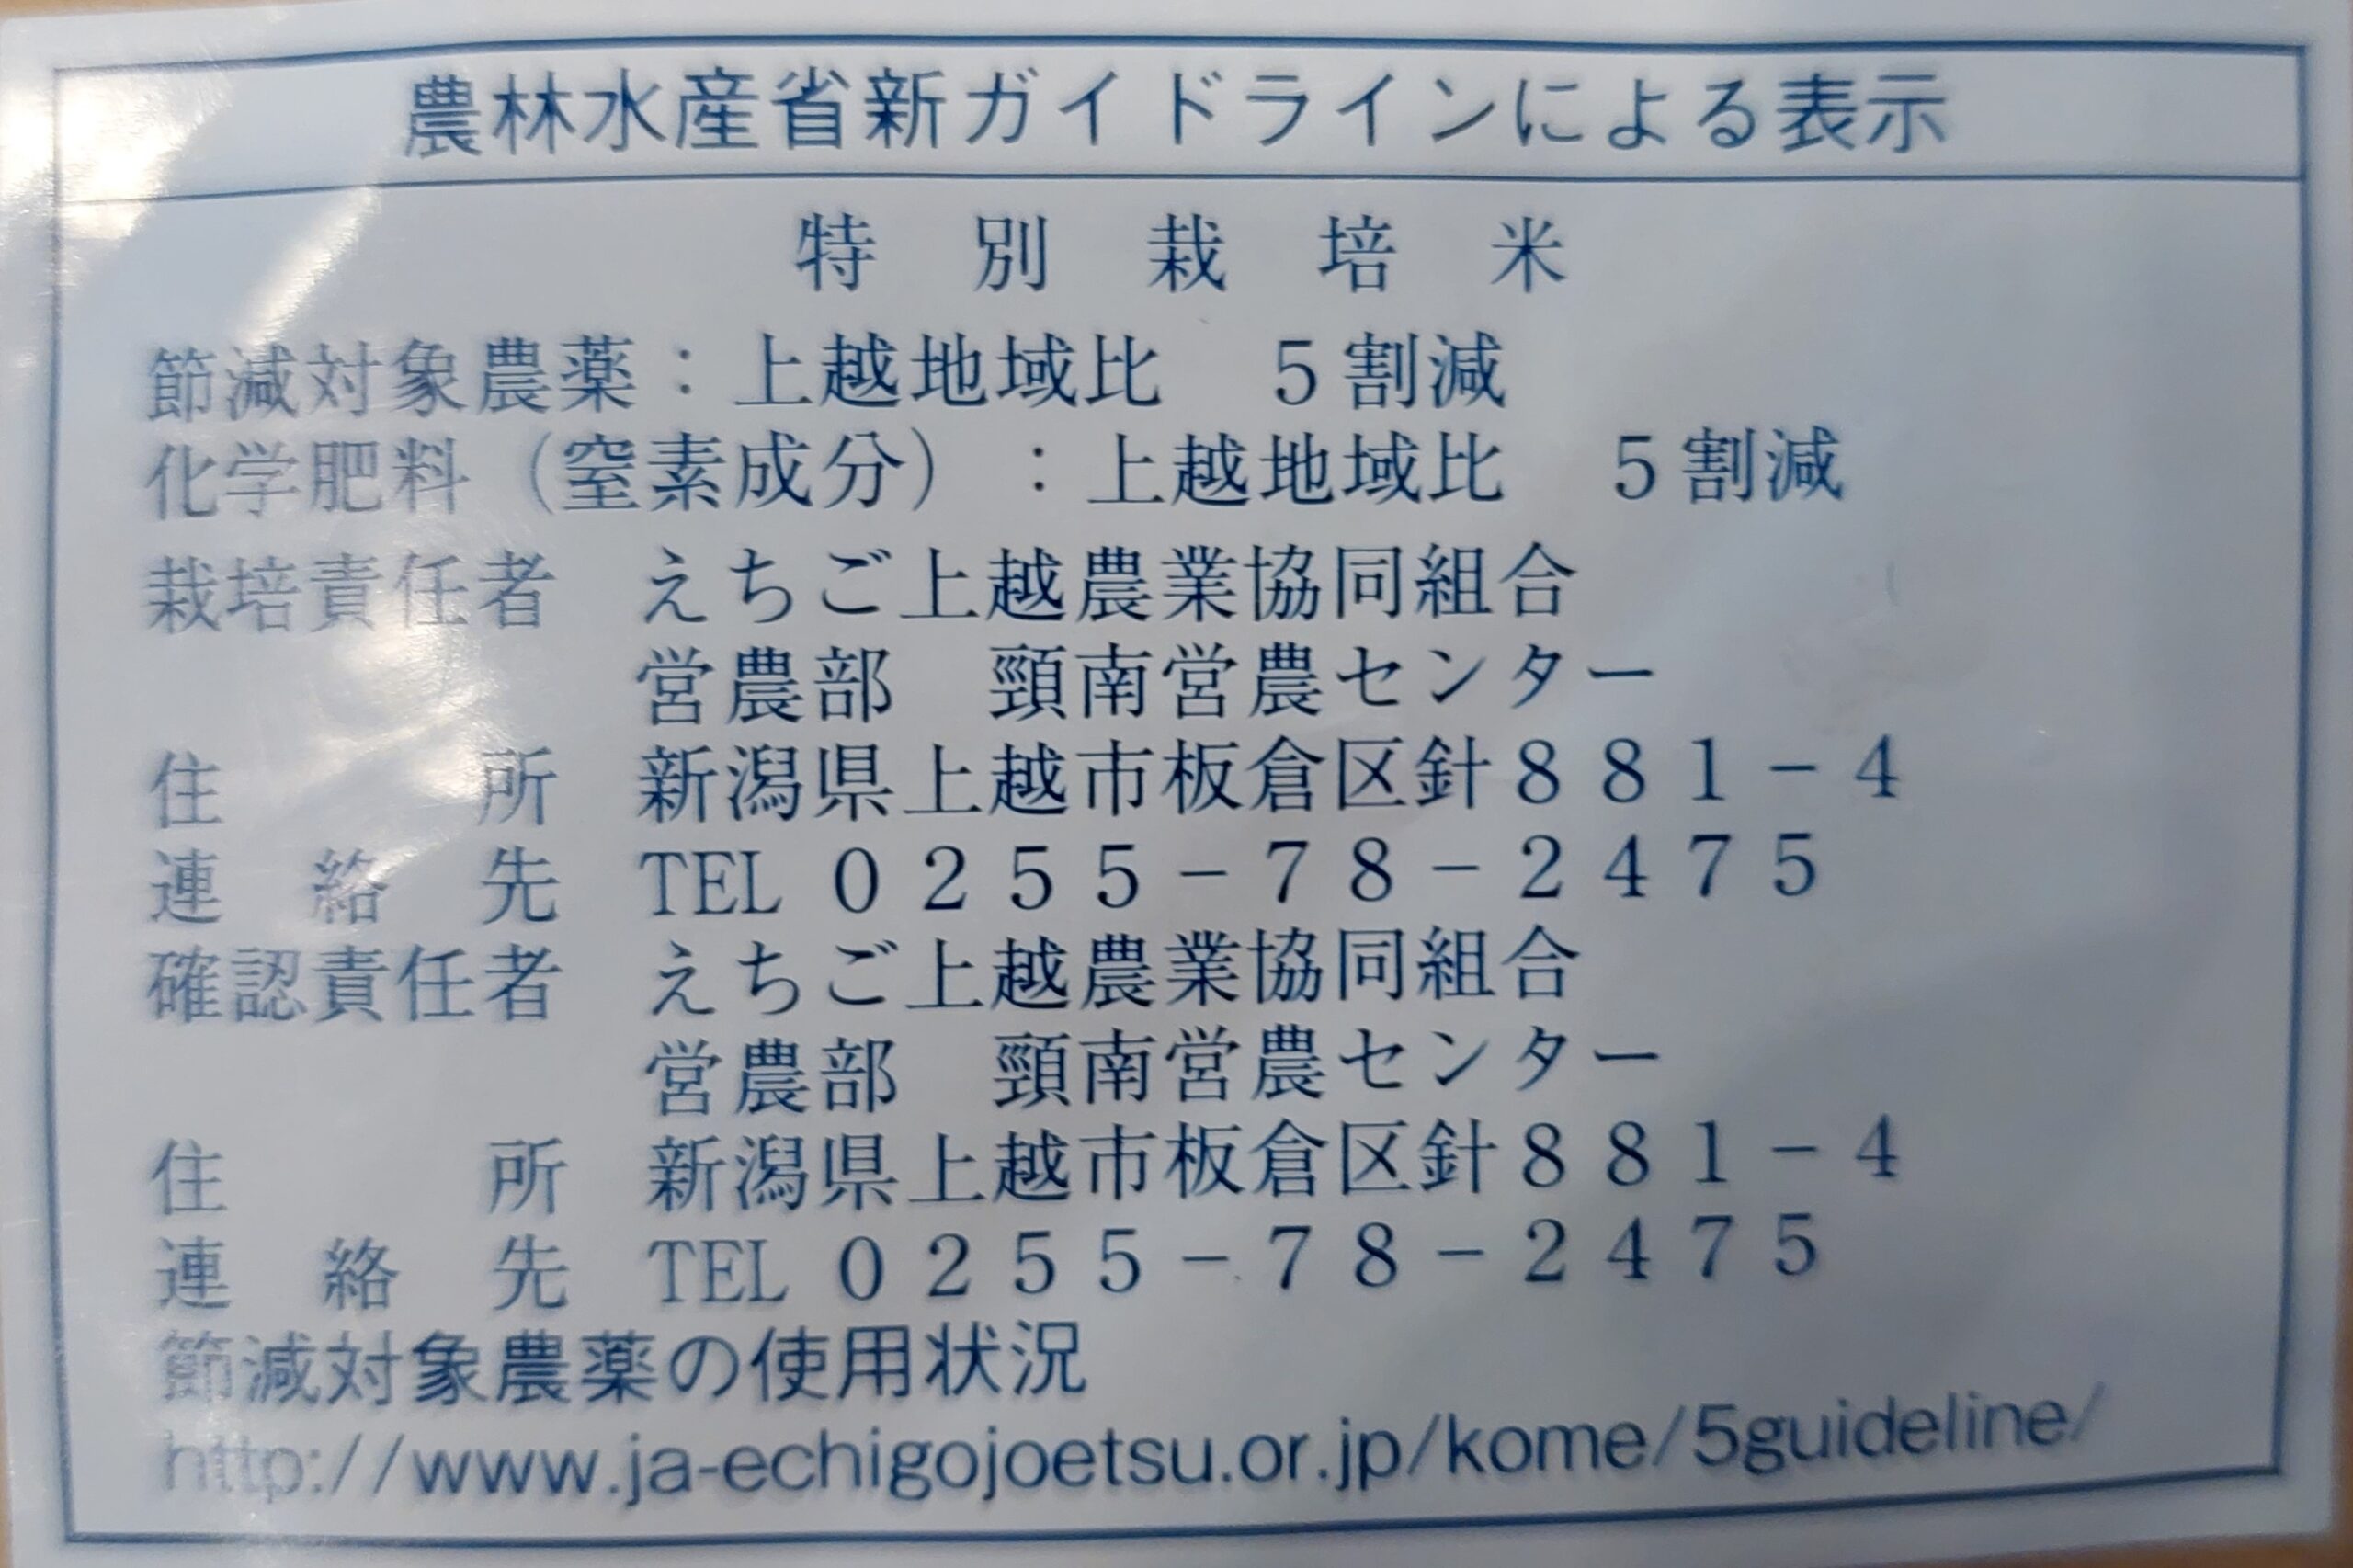 農林水産省新ガイドラインによる表示
特別栽培米
節減対象農薬：上越地域比　５割減
化学肥料（窒素成分）：上越地域比　５割減
栽培責任者　えちご上越農業協同組合
営農部　頸南営農センター
住所　新潟県上越市板倉区針８８１−４
連絡先　TEL０２５５−７８−２４７５
確認責任者　えちご上越農業協同組合
営農部　頸南営農センター
住所　新潟県上越市板倉区針８８１−４
連絡先　TEL０２５５−７８−２４７５
節減対象農薬の使用状況
http://www.ja-echigojoetsu.or.jp/kome/5guideline/